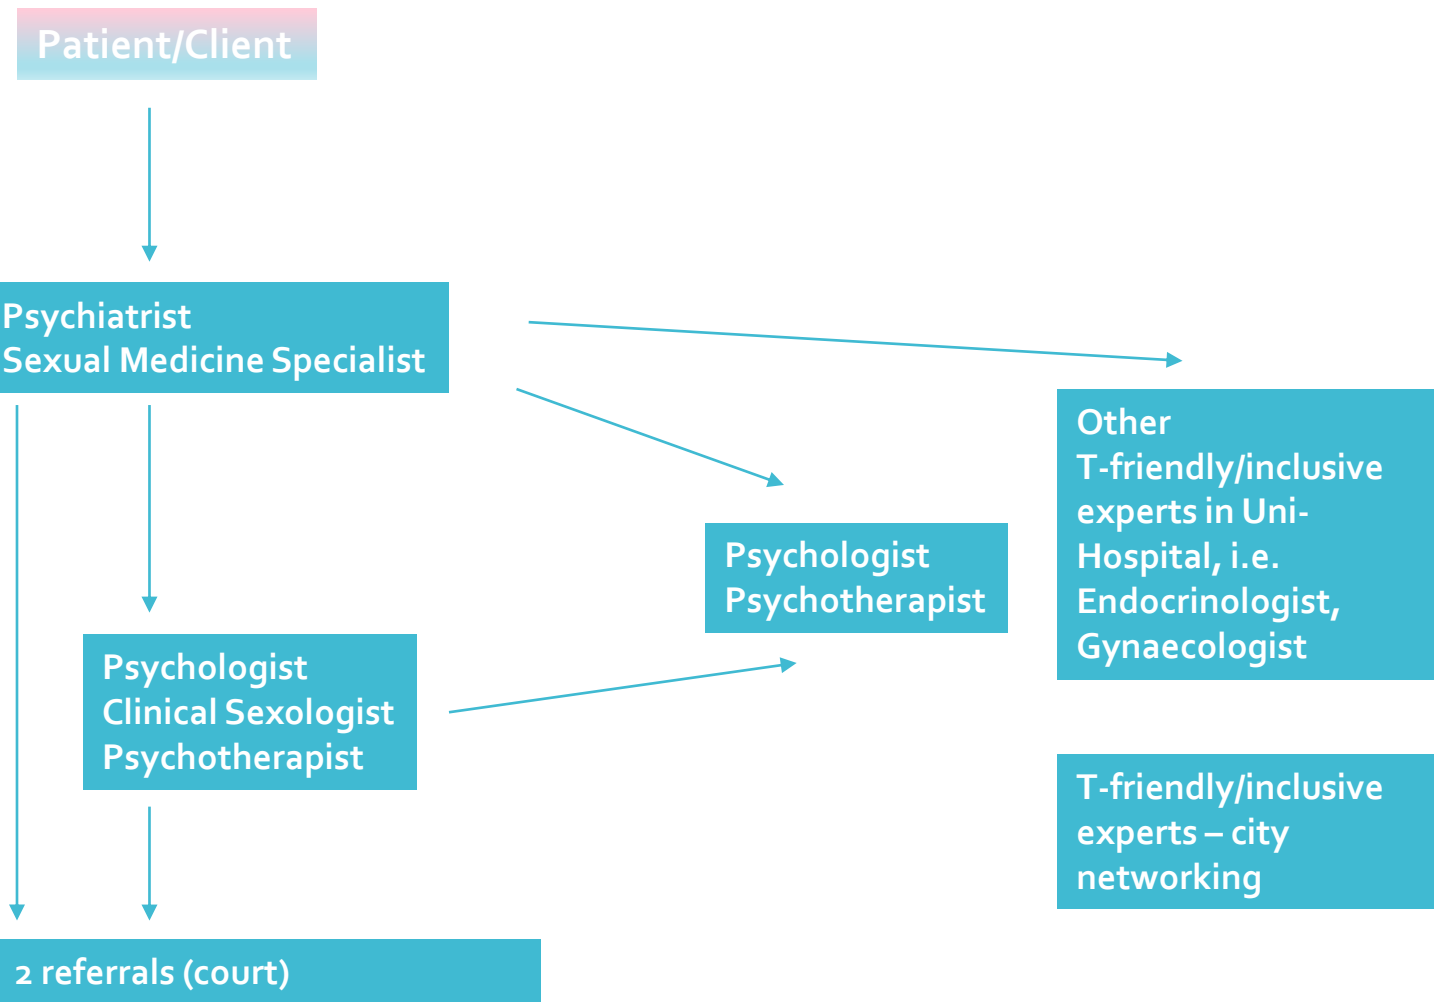 Patient/Client
Psychiatrist
Sexual Medicine Specialist
Other
T-friendly/inclusive
experts in Uni-
Hospital, i.e.
Endocrinologist,
Gynaecologist
Psychologist
Psychotherapist
Psychologist
Clinical Sexologist
Psychotherapist
T-friendly/inclusive
experts – city
networking
2 referrals (court)